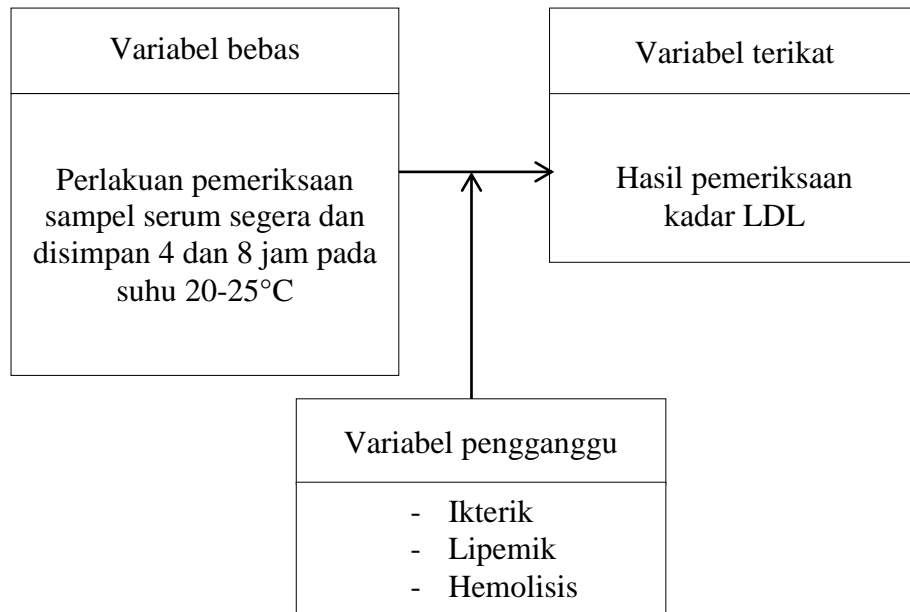 Variabel bebas
Perlakuan pemeriksaan
sampel serum segera dan
disimpan 4 dan 8 jam pada
suhu 20-25°C
Variabel terikat
Hasil pemeriksaan
kadar LDL
Variabel pengganggu
- Ikterik
- Lipemik
- Hemolisis